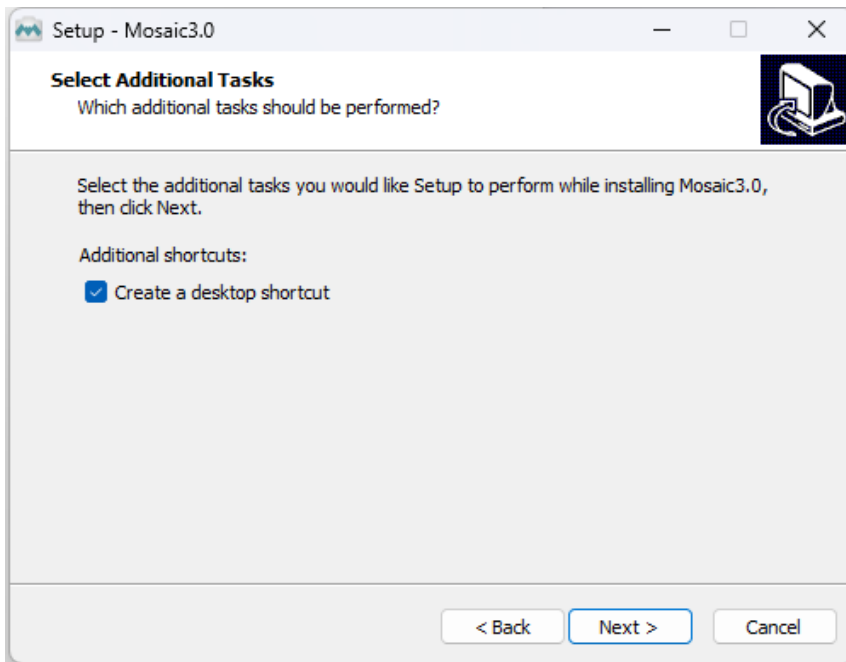 Setup - Mosaic3.0
Select Additional Tasks
Which additional tasks should be performed?
Select the additional tasks you would like Setup to perform while installing Mosaic3.0,
then click Next.
Additional shortcuts:
Create a desktop shortcut
< Back
Next >
Cancel